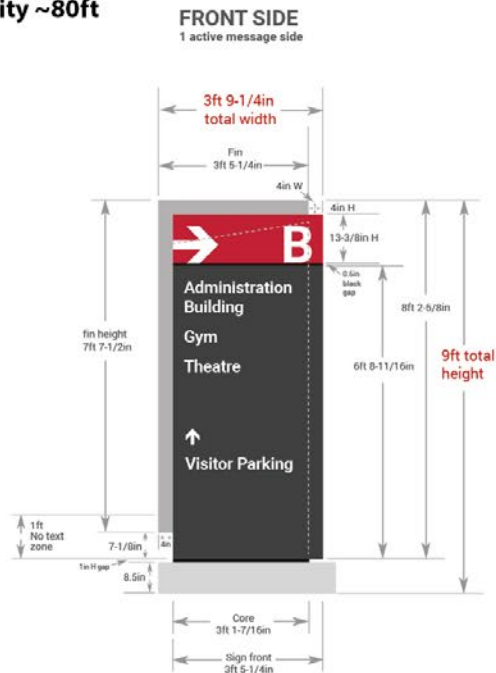 ity ~80ft
FRONT SIDE
1 active message side
3ft 9-1/4in
total width
Fin
3ft 5-1/4in
4in W
4in H
13-3/8in H
0.5in
black
gap
B
Administration
Building
Gym
Theatre
Visitor Parking
fin height
7ft 7-1/2in
8ft 2-5/8in
6ft 8-11/16in
9ft total
height
1ft
No text
zone
7-1/8in
4in
1in H gap
8.5in
Core
3ft 1-7/16in
Sign front
3ft 5-1/4in